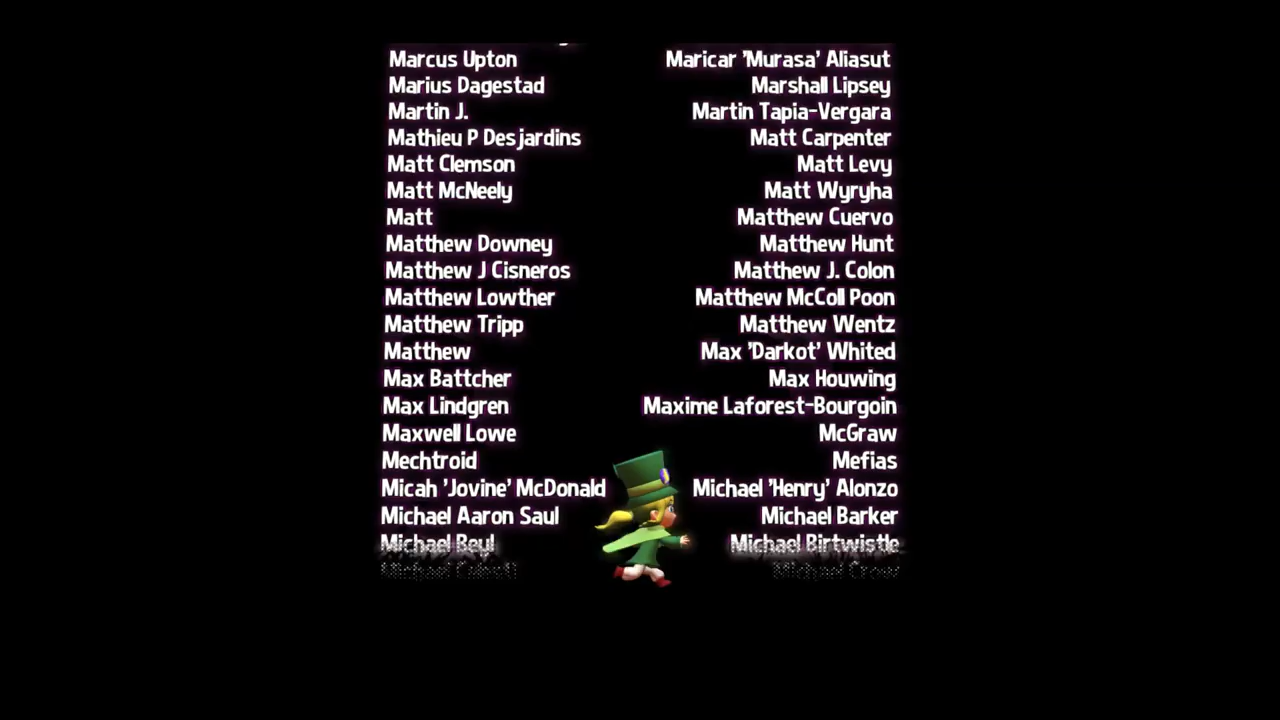 Marcus Upton Maricar 'Murasa' Aliasut
Marius Dagestad Marshall Lipsey
Martin J. Martin Tapia-Vergara
Mathieu P Desjardins Matt Carpenter
Matt Clemson Matt Levy
Matt McNeely Matt Wyryha
Matt Matthew Cuervo
Matthew Downey Matthew Hunt
Matthew J Cisneros Matthew J. Colon
Matthew Lowther Matthew McColl Poon
Matthew Tripp Matthew Wentz
Matthew Max 'Darkot' Whited
Max Battcher Max Houwing
Max Lindgren Maxime Laforest-Bourgoin
Maxwell Lowe McGraw
Mechtroid Mefias
Micah 'Jovine' McDonald Michael 'Henry' Alonzo
Michael Aaron Saul Michael Barker
Michael Beyl Michael Birtwistle
Michael Michael